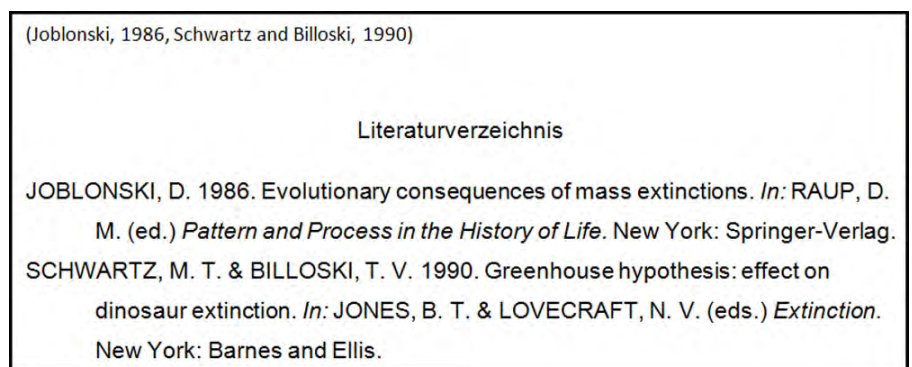 (Joblonski, 1986, Schwartz and Billoski, 1990)
Literaturverzeichnis
JOBLONSKI, D. 1986. Evolutionary consequences of mass extinctions. In: RAUP, D.
M. (ed.) Pattern and Process in the History of Life. New York: Springer-Verlag.
SCHWARTZ, M. T. & BILLOSKI, T. V. 1990. Greenhouse hypothesis: effect on
dinosaur extinction. In: JONES, B. T. & LOVECRAFT, N. V. (eds.) Extinction.
New York: Barnes and Ellis.